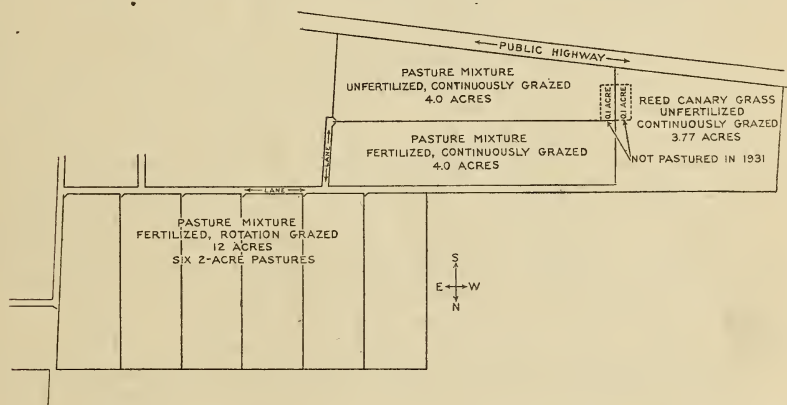 PUBLIC HIGHWAY
PASTURE MIXTURE
UNFERTILIZED, CONTINUOUSLY GRAZED
4.0 ACRES
0.1 ACRE
0.1 ACRE
REED CANARY GRASS
UNFERTILIZED
CONTINUOUSLY GRAZED
3.77 ACRES
NOT PASTURED IN 1931
PASTURE MIXTURE
FERTILIZED, CONTINUOUSLY GRAZED
4.0 ACRES
LANE
LANE
PASTURE MIXTURE
FERTILIZED, ROTATION GRAZED
12 ACRES
SIX 2-ACRE PASTURES
S
E W
N